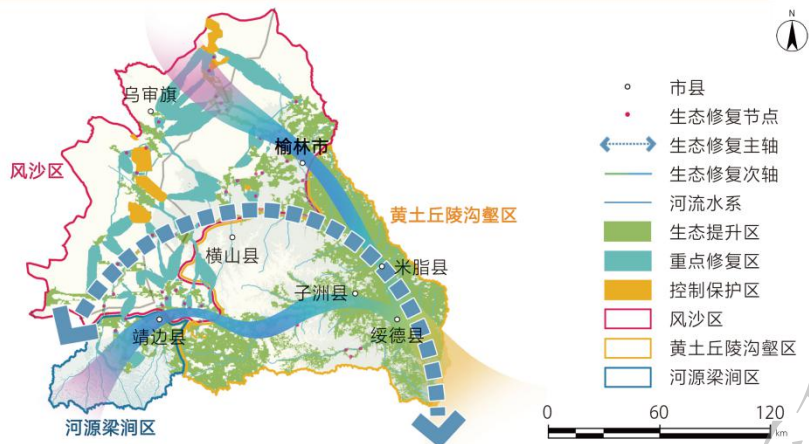 N
乌审旗
榆林市
风沙区
黄土丘陵沟壑区
横山县
米脂县
子洲县
绥德县
靖边县
河源梁涧区
市县
生态修复节点
生态修复主轴
生态修复次轴
河流水系
生态提升区
重点修复区
控制保护区
风沙区
黄土丘陵沟壑区
河源梁涧区
0 60 120
km